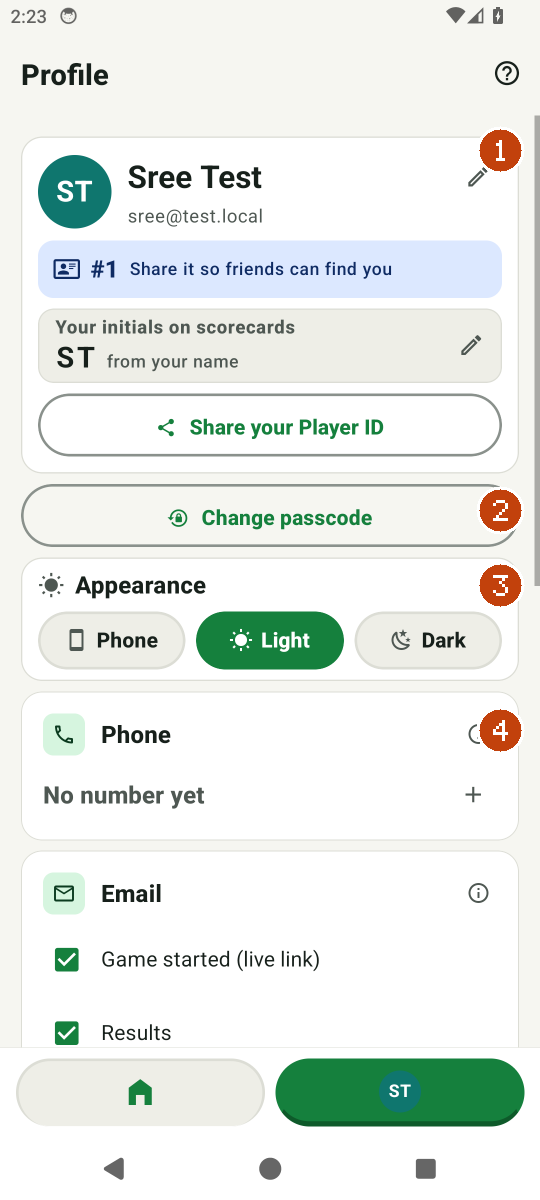 2:23
Profile
1
ST
Sree Test
sree@test.local
#1 Share it so friends can find you
Your initials on scorecards
ST from your name
Share your Player ID
Change passcode
2
Appearance
3
Phone
Light
Dark
Phone
4
No number yet
Email
Game started (live link)
Results
ST